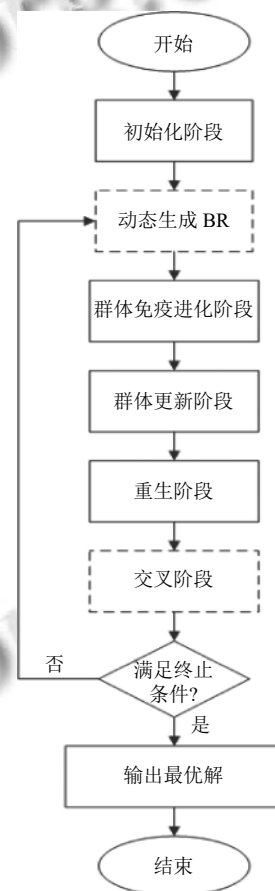 开始
初始化阶段
动态生成 BR
群体免疫进化阶段
群体更新阶段
重生阶段
交叉阶段
满足终止
条件?
否
是
输出最优解
结束